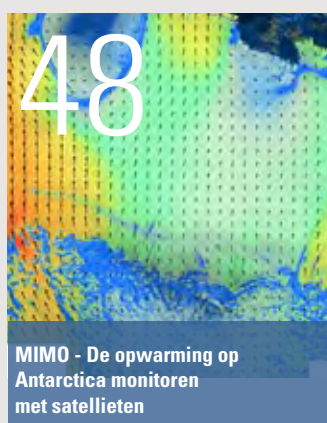 48
MIMO - De opwarming op
Antarctica monitoren
met satellieten